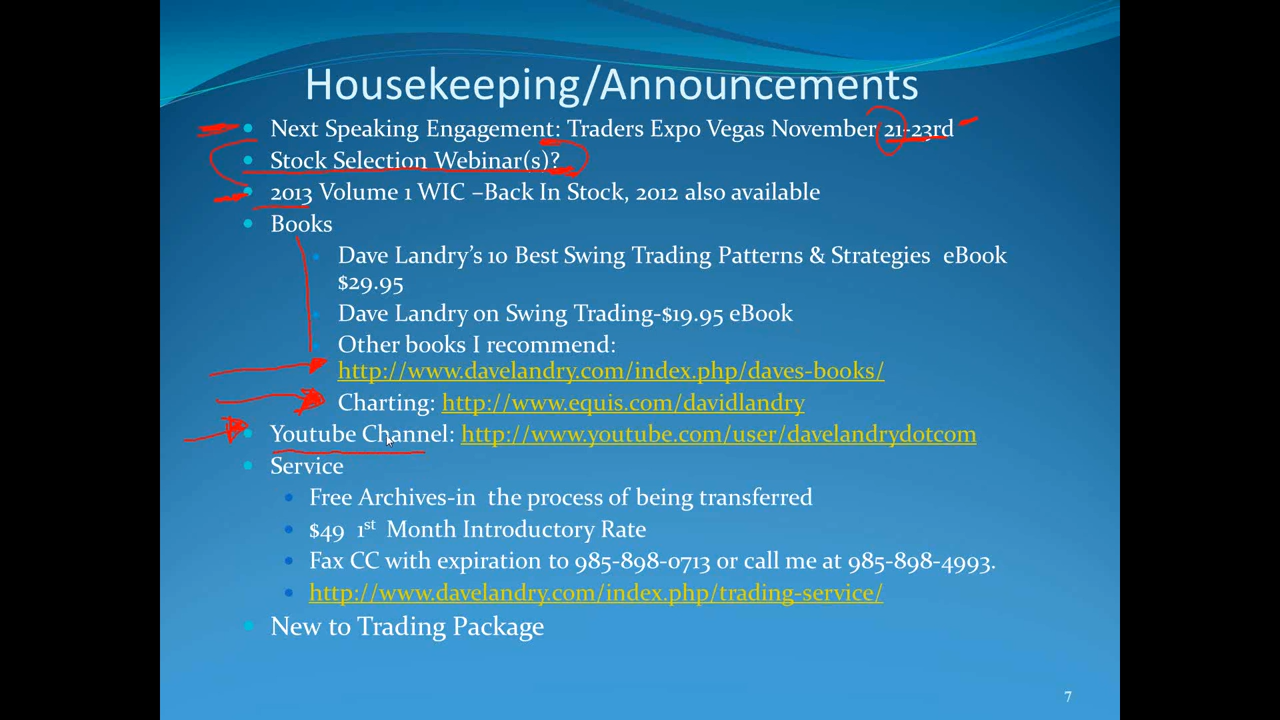 Housekeeping/Announcements
Next Speaking Engagement: Traders Expo Vegas November 21-23rd
Stock Selection Webinar(s)?
2013 Volume 1 WIC –Back In Stock, 2012 also available
Books
Dave Landry's 10 Best Swing Trading Patterns & Strategies eBook
$29.95
Dave Landry on Swing Trading-$19.95 eBook
Other books I recommend:
http://www.davelandry.com/index.php/daves-books/
Charting: http://www.equis.com/davidlandry
Youtube Channel: http://www.youtube.com/user/davelandrydotcom
Service
Free Archives-in the process of being transferred
$49 1st Month Introductory Rate
Fax CC with expiration to 985-898-0713 or call me at 985-898-4993.
http://www.davelandry.com/index.php/trading-service/
New to Trading Package
7